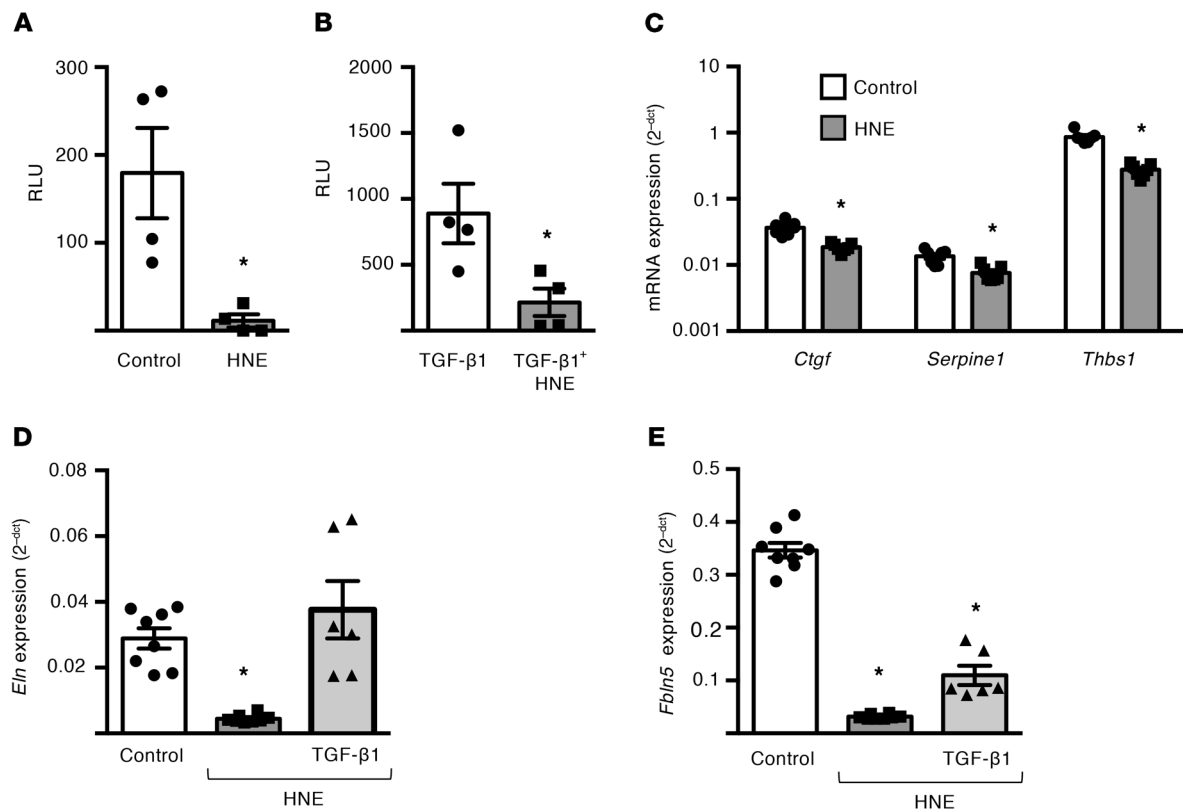 A
RLU
300
200
100
*
Control
HNE
B
RLU
2000
1500
1000
500
*
TGF-β1
TGF-β1⁺
HNE
C
mRNA expression (2⁻ᵈᶜᵗ)
10
1
0.1
0.01
0.001
Control
HNE
*
*
*
Ctgf
Serpine1
Thbs1
D
Eln expression (2⁻ᵈᶜᵗ)
0.08
0.06
0.04
0.02
*
Control
TGF-β1
HNE
E
Fbln5 expression (2⁻ᵈᶜᵗ)
0.5
0.4
0.3
0.2
0.1
*
*
Control
TGF-β1
HNE